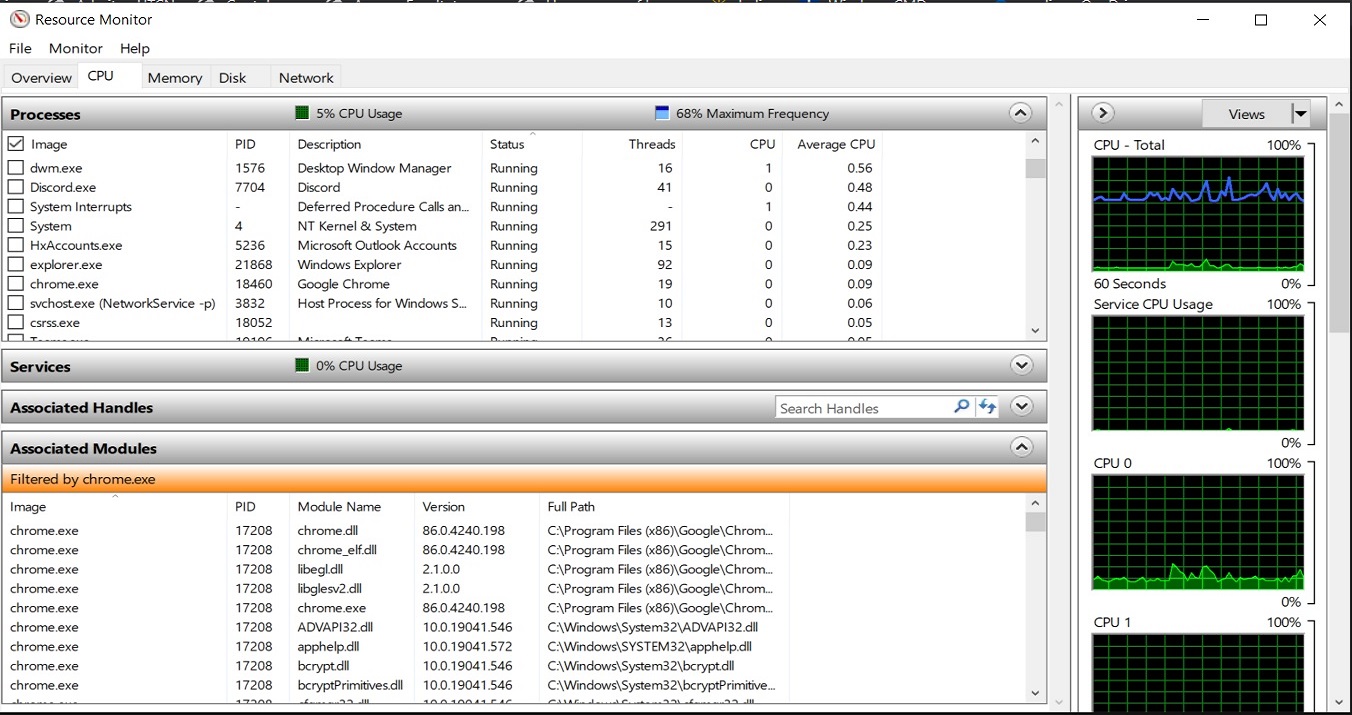 Resource Monitor
File Monitor Help
Overview CPU Memory Disk Network
Processes 5% CPU Usage 68% Maximum Frequency
Image PID Description Status Threads CPU Average CPU
dwm.exe 1576 Desktop Window Manager Running 16 1 0.56
Discord.exe 7704 Discord Running 41 0 0.48
System Interrupts - Deferred Procedure Calls an... Running - 1 0.44
System 4 NT Kernel & System Running 291 0 0.25
HxAccounts.exe 5236 Microsoft Outlook Accounts Running 15 0 0.23
explorer.exe 21868 Windows Explorer Running 92 0 0.09
chrome.exe 18460 Google Chrome Running 19 0 0.09
svchost.exe (NetworkService -p) 3832 Host Process for Windows S... Running 10 0 0.06
csrss.exe 18052 Running 13 0 0.05
Services 0% CPU Usage
Associated Handles Search Handles
Associated Modules
Filtered by chrome.exe
Image PID Module Name Version Full Path
chrome.exe 17208 chrome.dll 86.0.4240.198 C:\Program Files (x86)\Google\Chrom...
chrome.exe 17208 chrome_elf.dll 86.0.4240.198 C:\Program Files (x86)\Google\Chrom...
chrome.exe 17208 libegl.dll 2.1.0.0 C:\Program Files (x86)\Google\Chrom...
chrome.exe 17208 libglesv2.dll 2.1.0.0 C:\Program Files (x86)\Google\Chrom...
chrome.exe 17208 chrome.exe 86.0.4240.198 C:\Program Files (x86)\Google\Chrom...
chrome.exe 17208 ADVAPI32.dll 10.0.19041.546 C:\Windows\System32\ADVAPI32.dll
chrome.exe 17208 apphelp.dll 10.0.19041.572 C:\Windows\SYSTEM32\apphelp.dll
chrome.exe 17208 bcrypt.dll 10.0.19041.546 C:\Windows\System32\bcrypt.dll
chrome.exe 17208 bcryptPrimitives.dll 10.0.19041.546 C:\Windows\System32\bcryptPrimitive...
Views
CPU - Total 100%
60 Seconds 0%
Service CPU Usage 100%
0%
CPU 0 100%
0%
CPU 1 100%